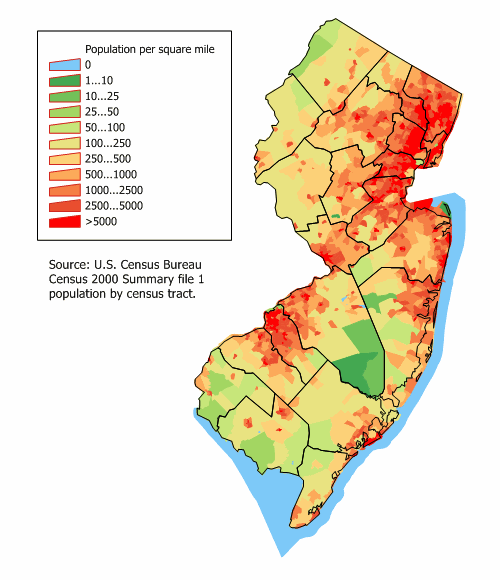 Population per square mile
0
1...10
10...25
25...50
50...100
100...250
250...500
500...1000
1000...2500
2500...5000
>5000
Source: U.S. Census Bureau
Census 2000 Summary file 1
population by census tract.